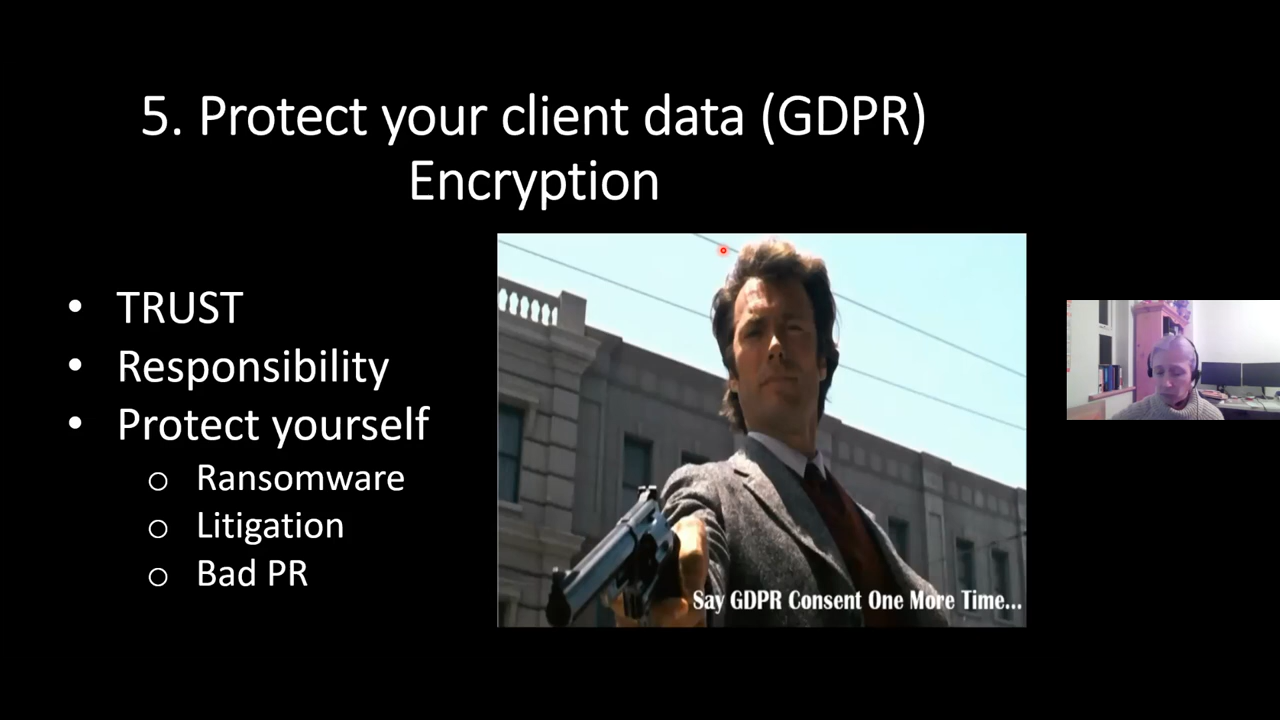 5. Protect your client data (GDPR)
Encryption
• TRUST
• Responsibility
• Protect yourself
o Ransomware
o Litigation
o Bad PR
Say GDPR Consent One More Time...